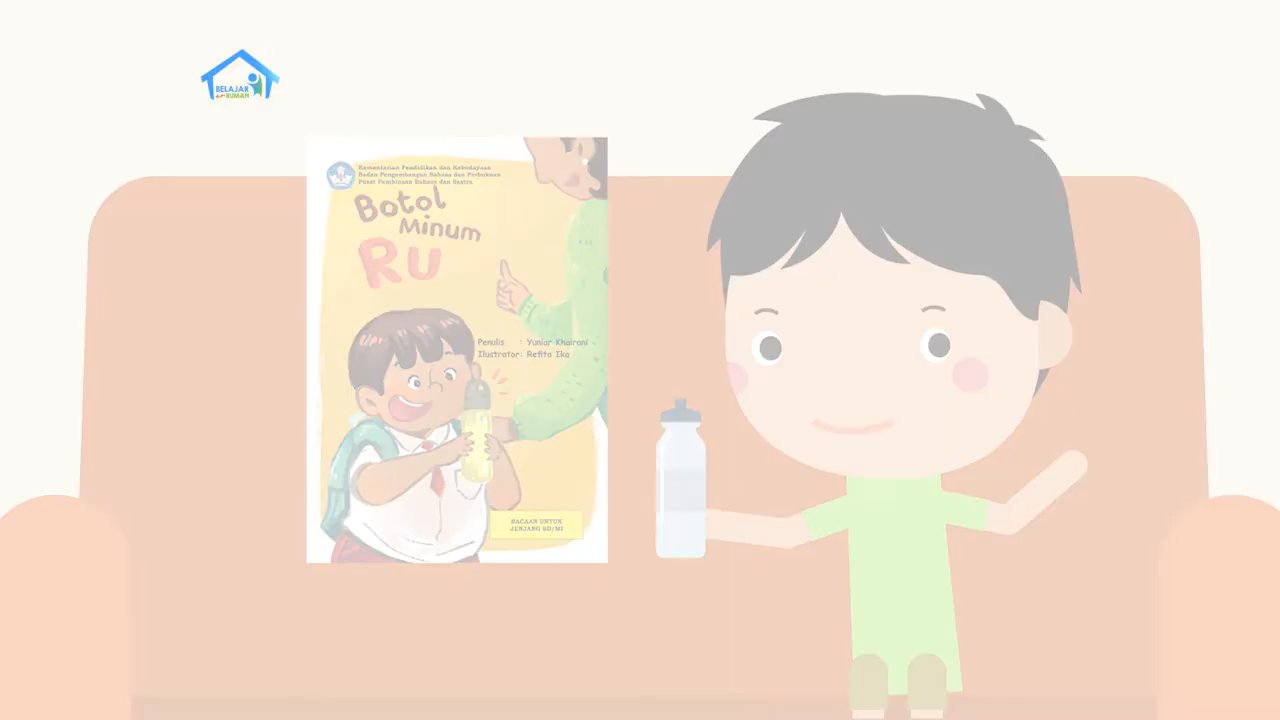 BELAJAR
dari RUMAH
Kementerian Pendidikan dan Kebudayaan
Badan Pengembangan Bahasa dan Perbukuan
Pusat Pembinaan Bahasa dan Sastra
Botol
Minum
Ru
Penulis : Yuniar Khairani
Ilustrator: Refita Ika
BACAAN UNTUK
JENJANG SD/MI